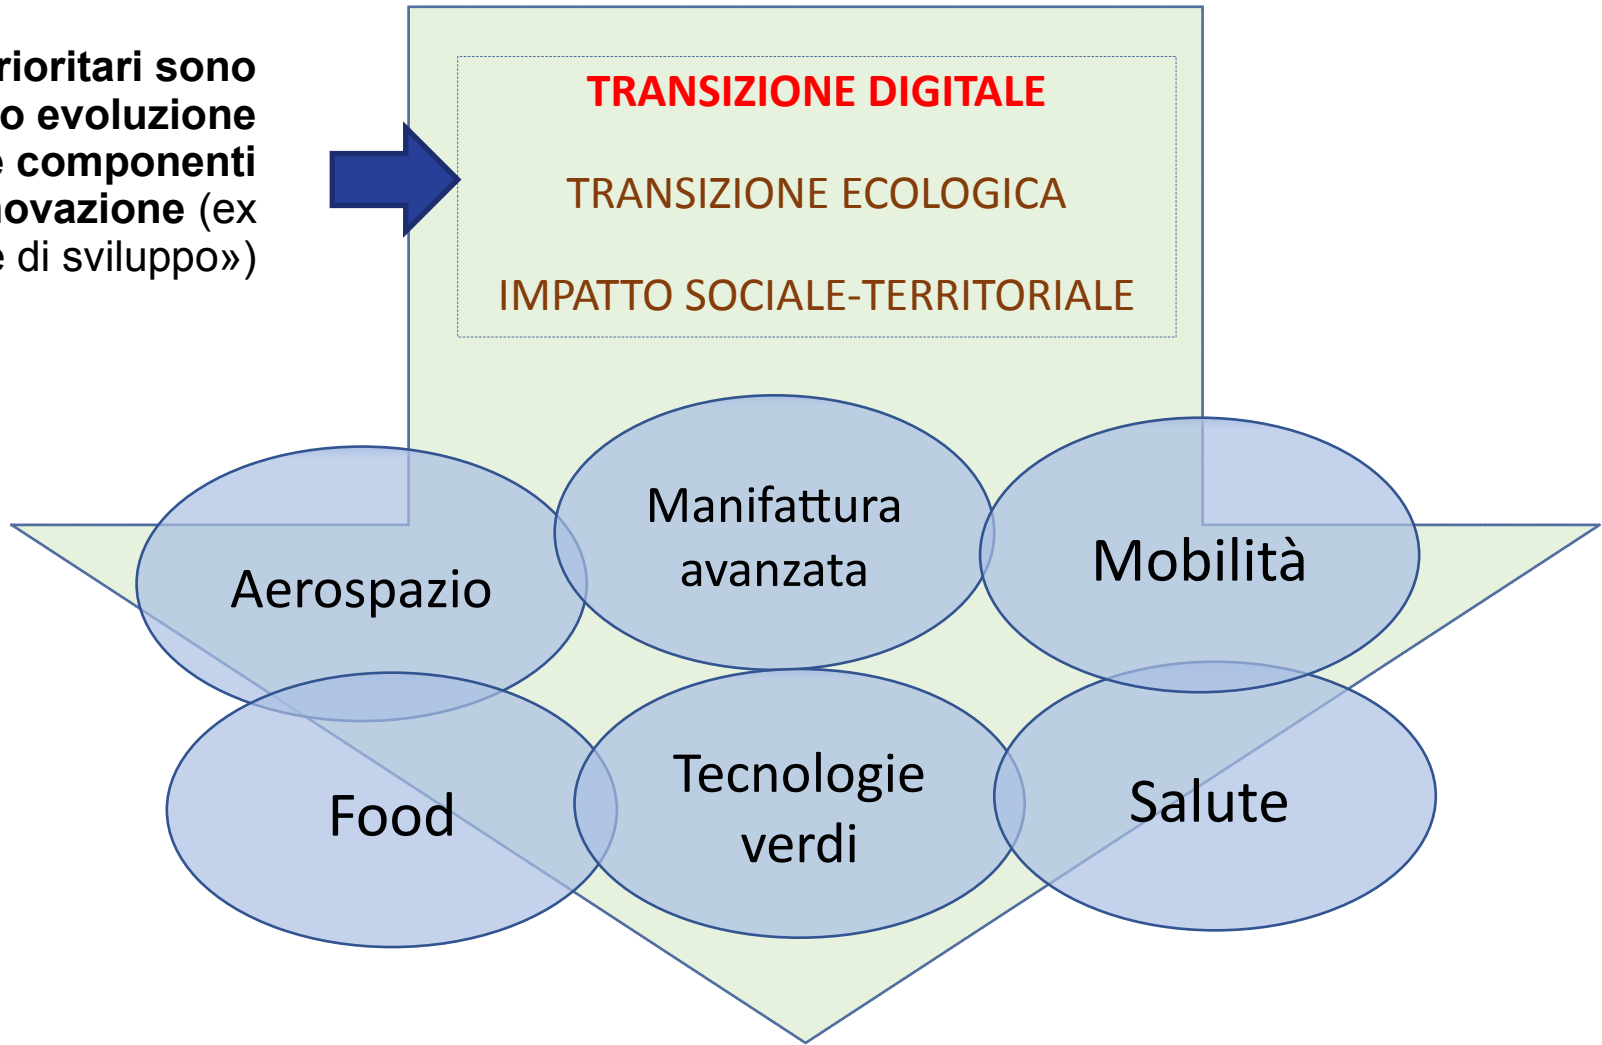 rioritari sono
o evoluzione
e componenti
novazione (ex
e di sviluppo»)
TRANSIZIONE DIGITALE
TRANSIZIONE ECOLOGICA
IMPATTO SOCIALE-TERRITORIALE
Manifattura
avanzata
Mobilità
Aerospazio
Tecnologie
verdi
Salute
Food